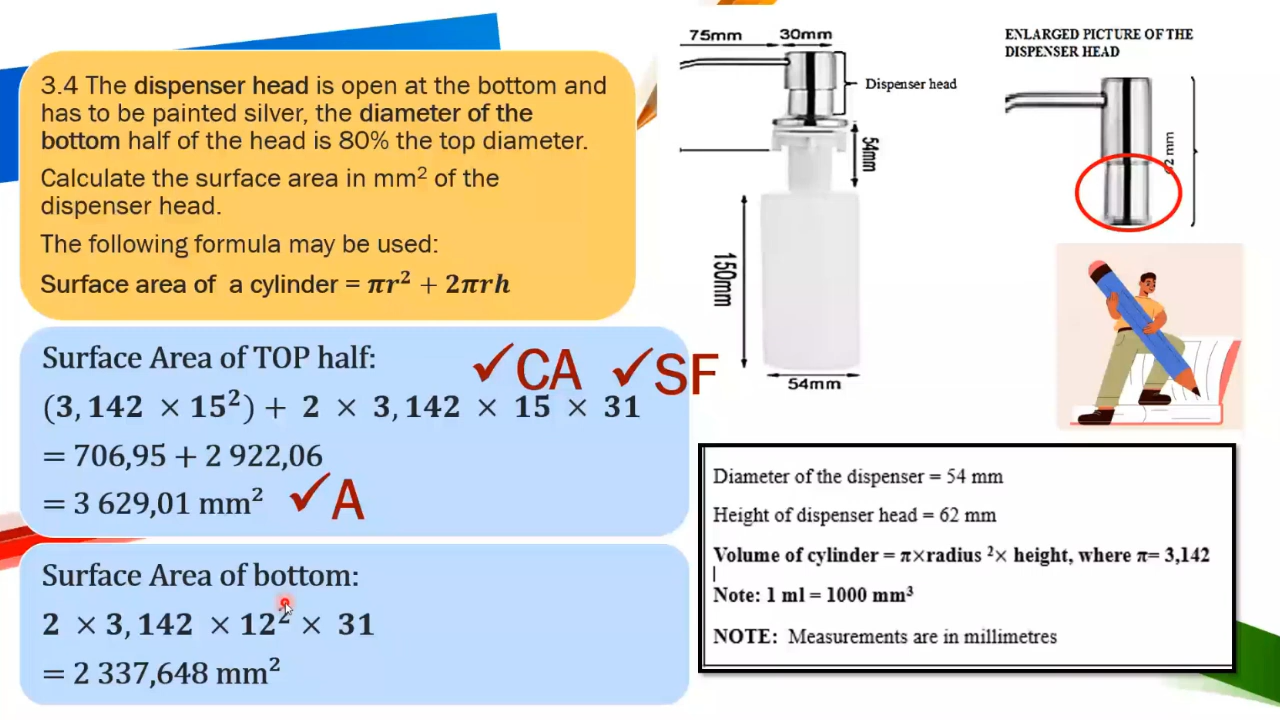 3.4 The dispenser head is open at the bottom and
has to be painted silver, the diameter of the
bottom half of the head is 80% the top diameter.
Calculate the surface area in mm² of the
dispenser head.
The following formula may be used:
Surface area of a cylinder = πr² + 2πrh
Surface Area of TOP half:
✓CA ✓SF
(3,142 × 15²) + 2 × 3,142 × 15 × 31
= 706,95 + 2 922,06
= 3 629,01 mm² ✓A
Surface Area of bottom:
2 × 3,142 × 12² × 31
= 2 337,648 mm²
75mm
30mm
Dispenser head
54mm
150mm
54mm
ENLARGED PICTURE OF THE
DISPENSER HEAD
2 mm
Diameter of the dispenser = 54 mm
Height of dispenser head = 62 mm
Volume of cylinder = π×radius ²× height, where π= 3,142
Note: 1 ml = 1000 mm³
NOTE: Measurements are in millimetres